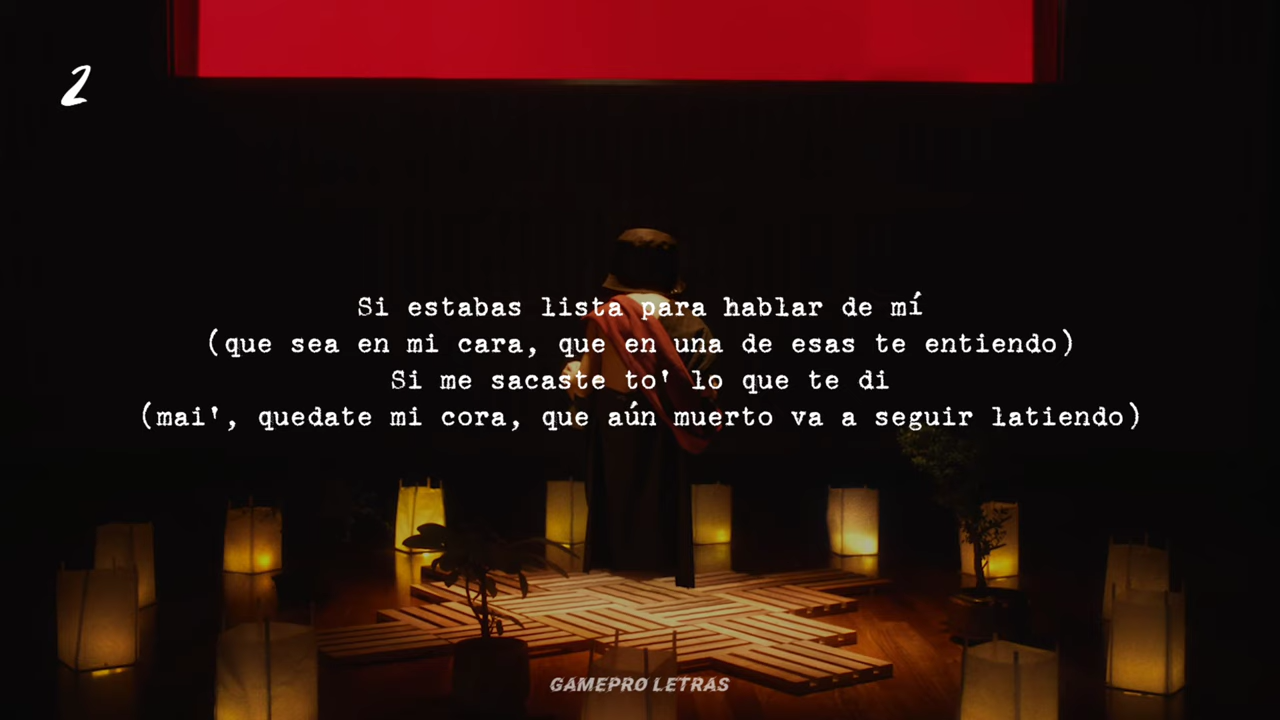 2
Si estabas lista para hablar de mí
(que sea en mi cara, que en una de esas te entiendo)
Si me sacaste to' lo que te di
(mai', quedate mi cora, que aún muerto va a seguir latiendo)
GAMEPRO LETRAS